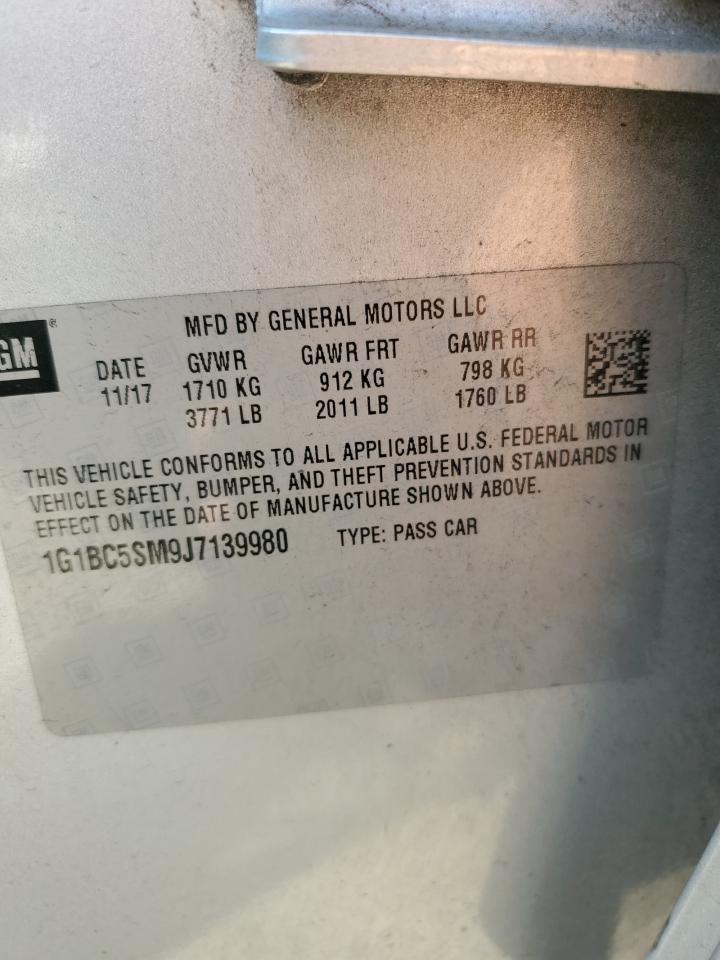 GM
MFD BY GENERAL MOTORS LLC
DATE GVWR GAWR FRT GAWR RR
11/17 1710 KG 912 KG 798 KG
3771 LB 2011 LB 1760 LB
THIS VEHICLE CONFORMS TO ALL APPLICABLE U.S. FEDERAL MOTOR
VEHICLE SAFETY, BUMPER, AND THEFT PREVENTION STANDARDS IN
EFFECT ON THE DATE OF MANUFACTURE SHOWN ABOVE.
1G1BC5SM9J7139980 TYPE: PASS CAR